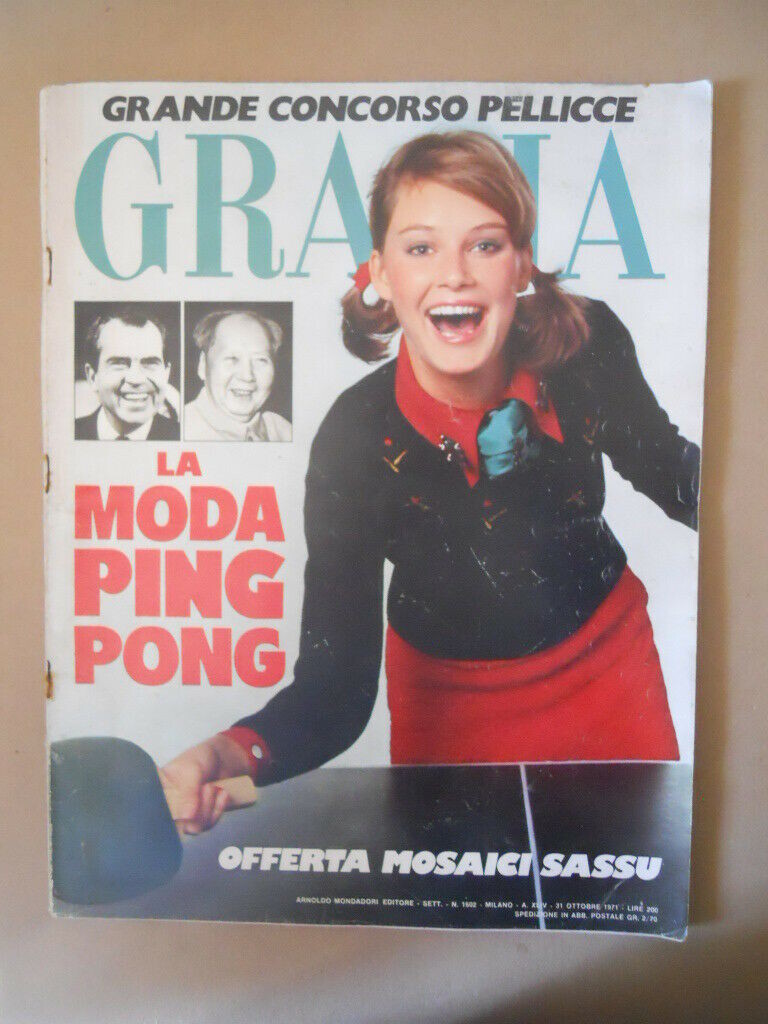 GRANDE CONCORSO PELLICCE
GRAZIA
LA
MODA
PING
PONG
OFFERTA MOSAICI SASSU
ARNOLDO MONDADORI EDITORE - SETT. - N. 1602 - MILANO - A. XLIV - 31 OTTOBRE 1971 - LIRE 200
SPEDIZIONE IN ABB. POSTALE GR. 2/70